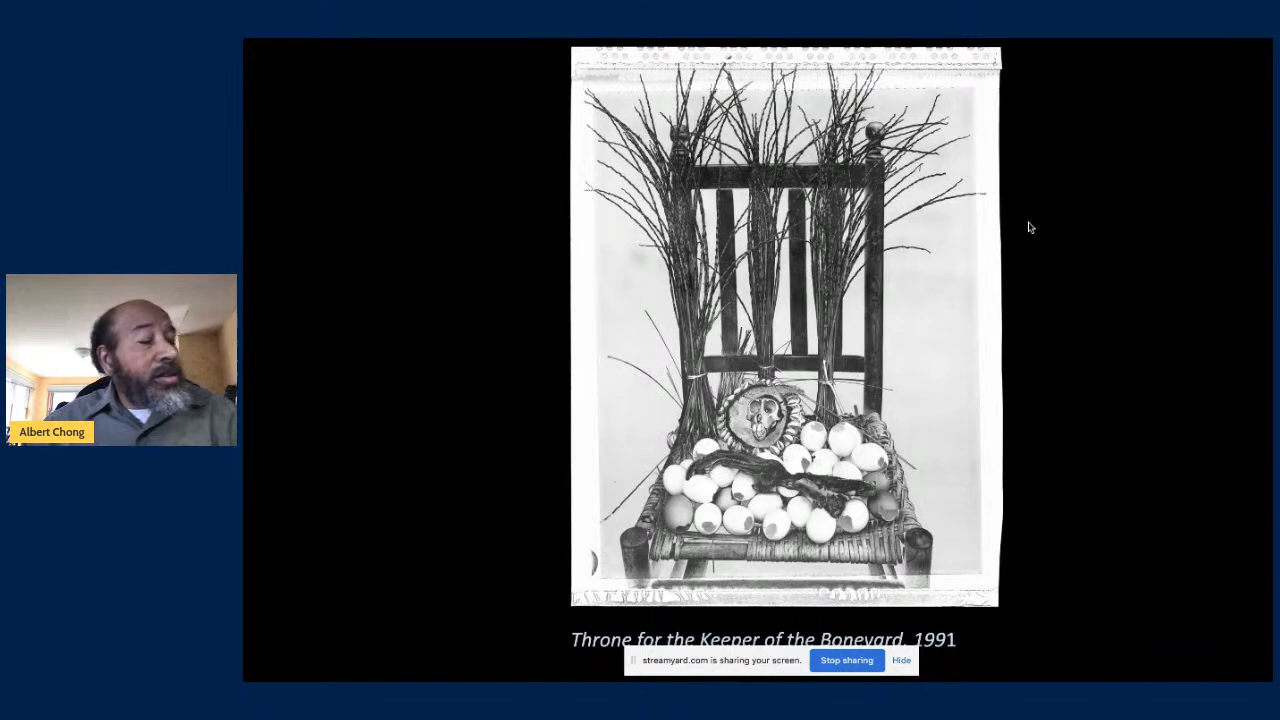 Albert Chong
Throne for the Keeper of the Boneyard, 1991
streamyard.com is sharing your screen.
Stop sharing
Hide